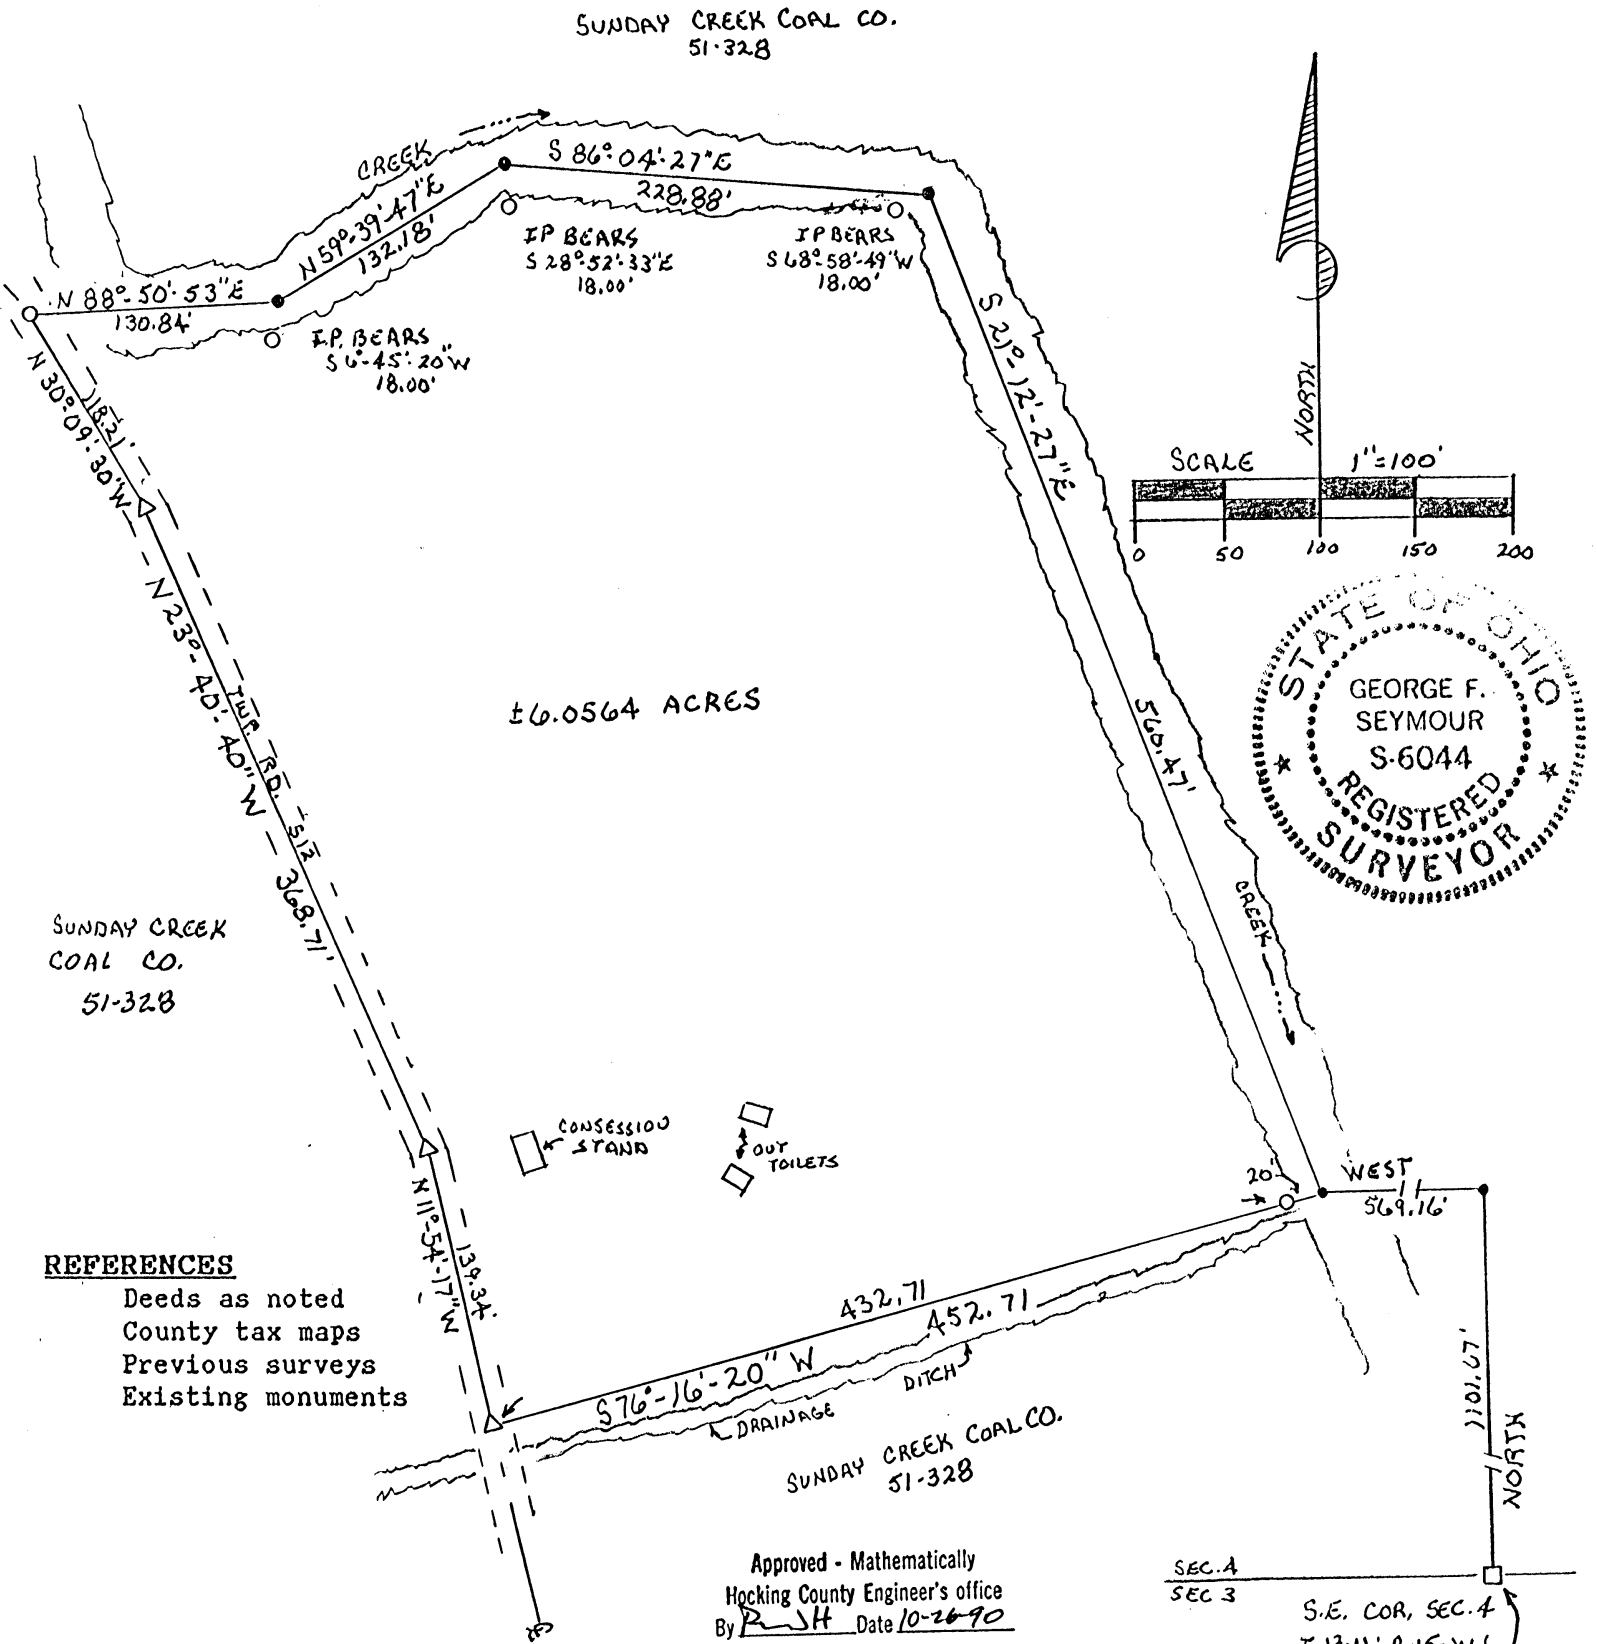 SUNDAY CREEK COAL CO.
51-328
CREEK
S 86°-04'-27"E
228.88'
N 59°-39'-47"E
132.18'
N 88°-50'-53"E
130.84'
IP BEARS
S 28°-52'-33"E
18.00'
IP BEARS
S 68°-58'-49"W
18.00'
I.P. BEARS
S 6°-45'-20"W
18.00'
N 30°-09'-30"W
118.21'
S 21°-12'-27"E
560.47'
NORTH
SCALE 1"=100'
0 50 100 150 200
STATE OF OHIO
GEORGE F.
SEYMOUR
S-6044
REGISTERED
SURVEYOR
N 23°-40'-40" W
368.71'
TWP. RD. 512
±6.0564 ACRES
CREEK
SUNDAY CREEK
COAL CO.
51-328
CONSESSION
STAND
OUT
TOILETS
20'
WEST
569.16'
N 11°-54'-17" W
139.34'
REFERENCES
Deeds as noted
County tax maps
Previous surveys
Existing monuments
432.71
452.71
S 76°-16'-20" W
DRAINAGE
DITCH
SUNDAY CREEK COAL CO.
51-328
1101.67'
NORTH
Approved - Mathematically
Hocking County Engineer's office
By Date 10-26-90
SEC. 4
SEC 3
S.E. COR, SEC. 4